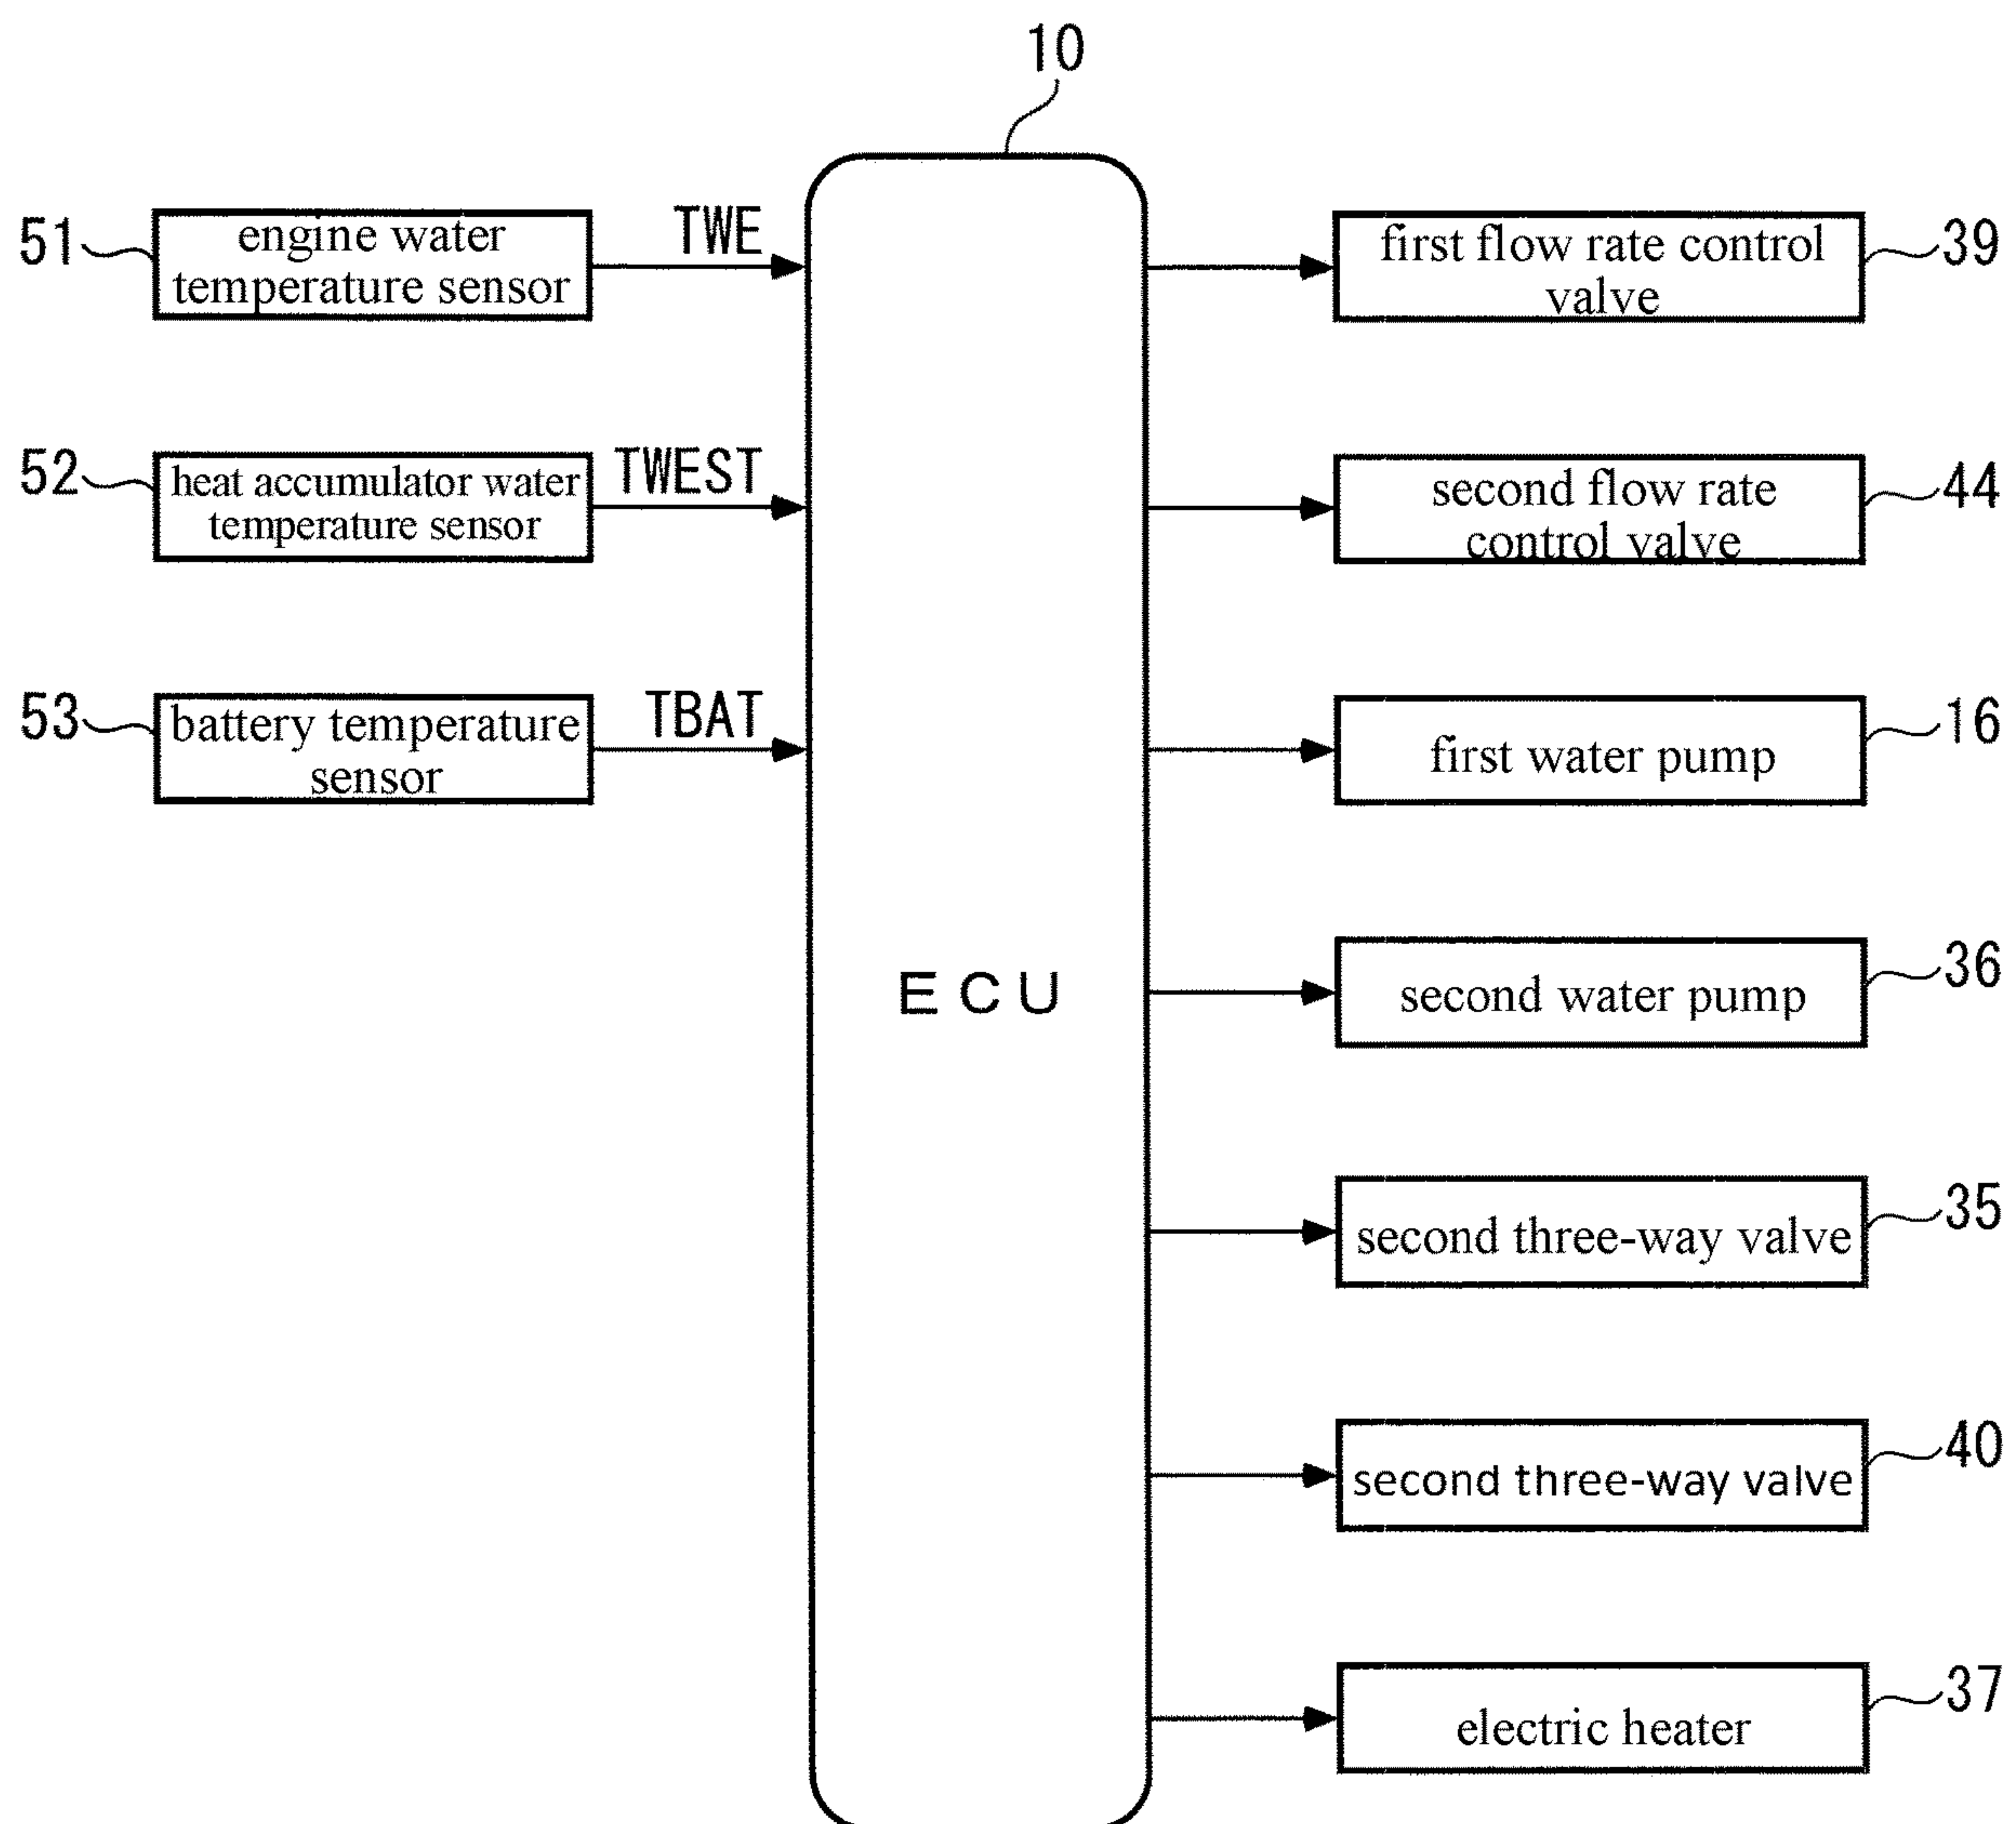 10
51
engine water
temperature sensor
TWE
52
heat accumulator water
temperature sensor
TWEST
53
battery temperature
sensor
TBAT
ECU
first flow rate control
valve
39
second flow rate
control valve
44
first water pump
16
second water pump
36
second three-way valve
35
second three-way valve
40
electric heater
37